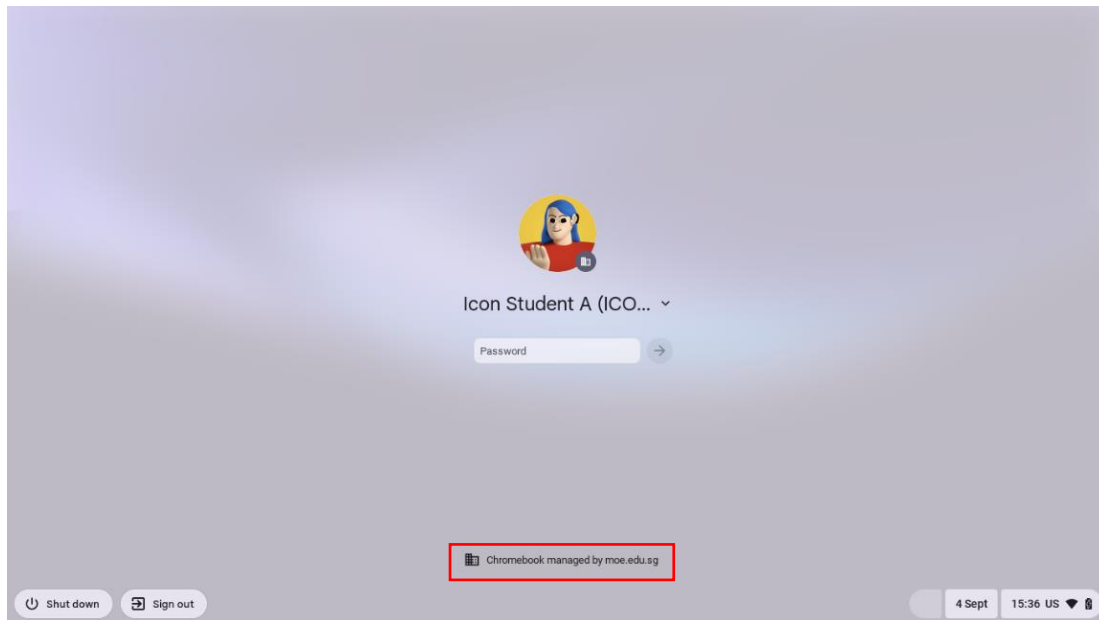 Icon Student A (ICO...
Password
Chromebook managed by moe.edu.sg
Shut down
Sign out
4 Sept
15:36 US